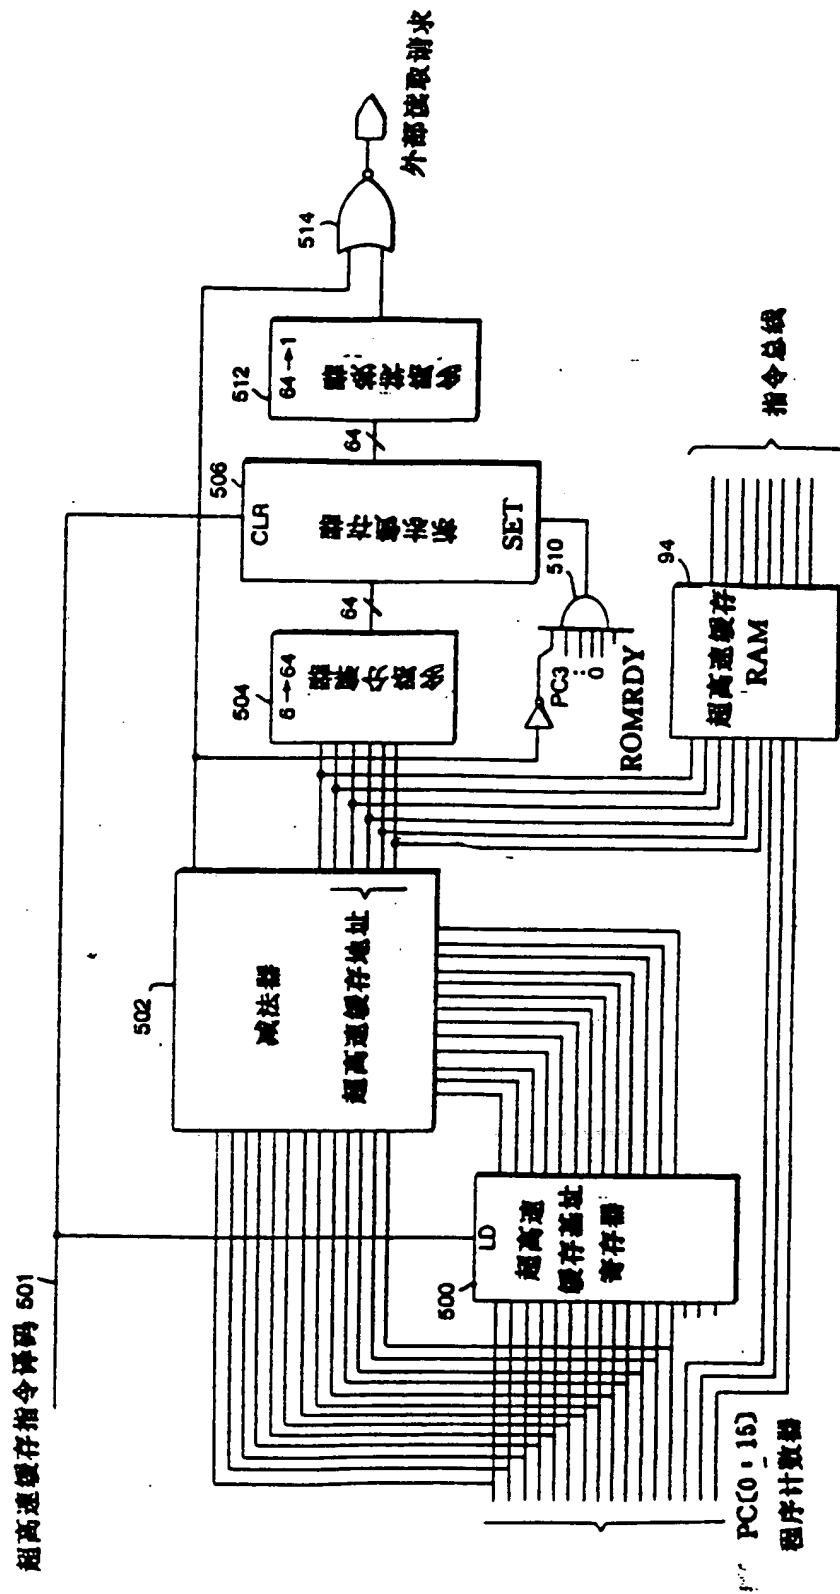 超高速缓存指令译码 501
502
减法器
超高速缓存地址
500
LD
超高速
缓存基址
寄存器
PC[0:15]
程序计数器
504
6→64
506
CLR
SET
64
64
510
PC3
:
0
ROMRDY
512
64→1
514
外部读取请求
94
超高速缓存
RAM
指令总线